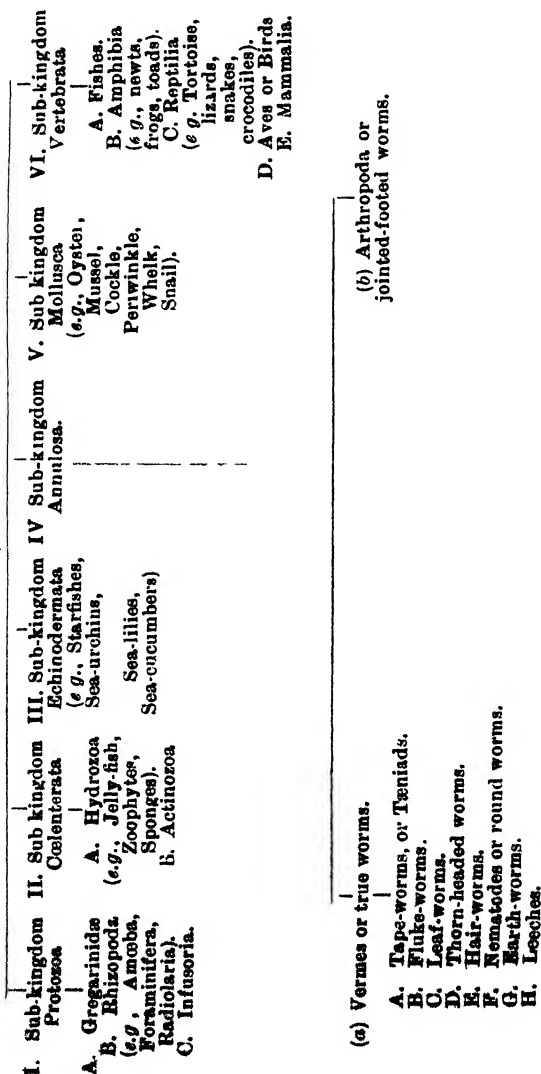 I. Sub-kingdom
Protozoa
A. Gregarinidæ
B. Rhizopoda
(e.g , Amœba,
Foraminifera,
Radiolaria).
C. Infusoria.
II. Sub kingdom
Cœlenterata
A. Hydrozoa
(e.g., Jelly-fish,
Zoophytes,
Sponges).
B. Actinozoa
III. Sub-kingdom
Echinodermata
(e g., Starfishes,
Sea-urchius,
Sea-lilies,
Sea-cucumbers)
IV Sub-kingdom
Annulosa.
V. Sub kingdom
Mollusca
(e.g., Oyster,
Mussel,
Cockle,
Periwinkle,
Whelk,
Snail).
VI. Sub-kingdom
Vertebrata
A. Fishes.
B. Amphibia
(e g., newts,
frogs, toads).
C. Reptilia
(e g. Tortoise,
lizards,
snakes,
crocodiles).
D. Aves or Birds
E. Mammalia.
(a) Vermes or true worms.
A. Tape-worms, or Tæniads.
B. Fluke-worms.
C. Leaf-worms.
D. Thorn-headed worms.
E. Hair-worms.
F. Nematodes or round worms.
G. Earth-worms.
H. Leeches.
(b) Arthropoda or
jointed-footed worms.